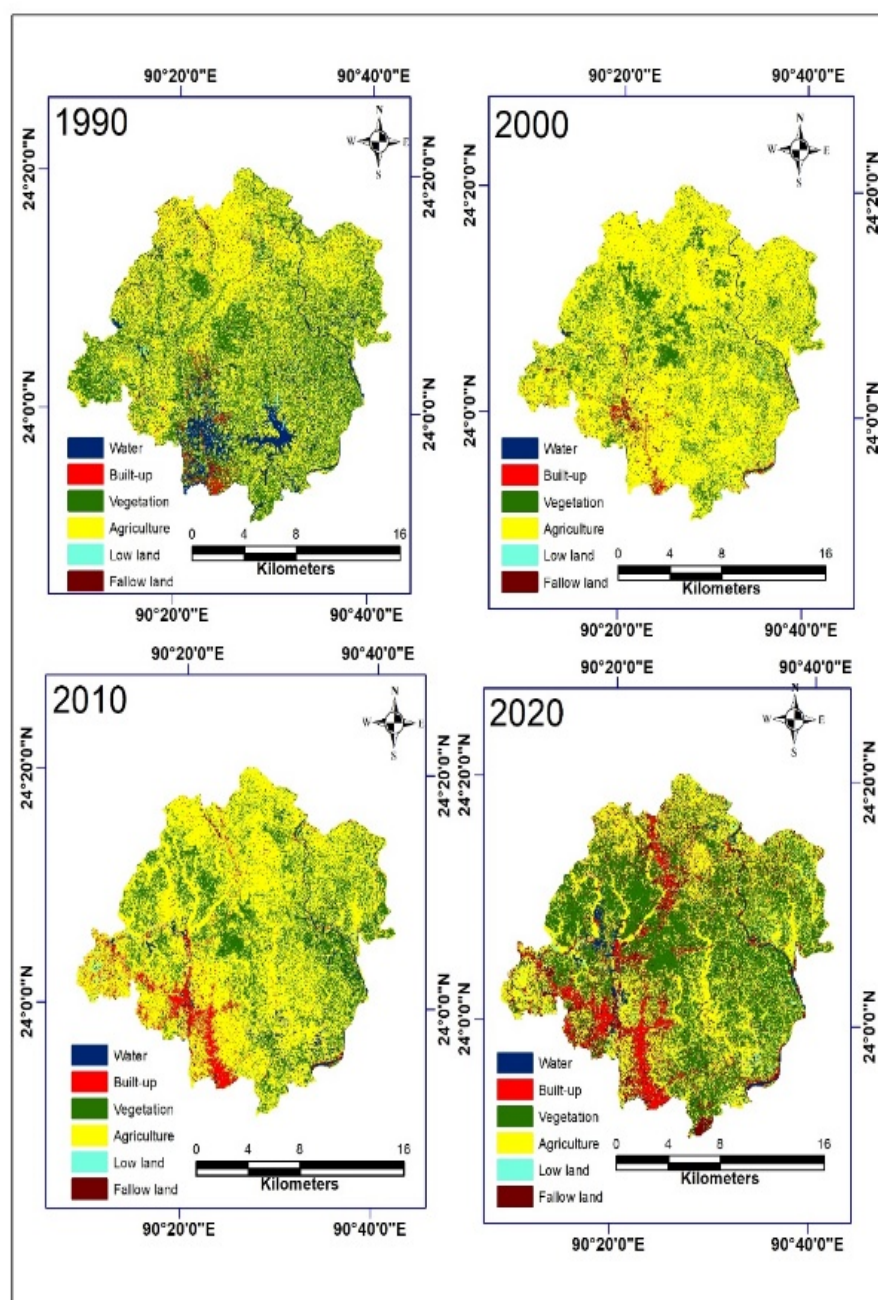 90°20'0"E 90°40'0"E
1990
N
W E
S
24°20'0"N 24°20'0"N
24°0'0"N 24°0'0"N
Water
Built-up
Vegetation
Agriculture
Low land
Fallow land
0 4 8 16
Kilometers
90°20'0"E 90°40'0"E
90°20'0"E 90°40'0"E
2000
N
W E
S
24°20'0"N 24°20'0"N
24°0'0"N 24°0'0"N
Water
Built-up
Vegetation
Agriculture
Low land
Fallow land
0 4 8 16
Kilometers
90°20'0"E 90°40'0"E
90°20'0"E 90°40'0"E
2010
N
W E
S
24°20'0"N 24°20'0"N
24°0'0"N 24°0'0"N
Water
Built-up
Vegetation
Agriculture
Low land
Fallow land
0 4 8 16
Kilometers
90°20'0"E 90°40'0"E
90°20'0"E 90°40'0"E
2020
N
W E
S
24°20'0"N 24°20'0"N
24°0'0"N 24°0'0"N
Water
Built-up
Vegetation
Agriculture
Low land
Fallow land
0 4 8 16
Kilometers
90°20'0"E 90°40'0"E